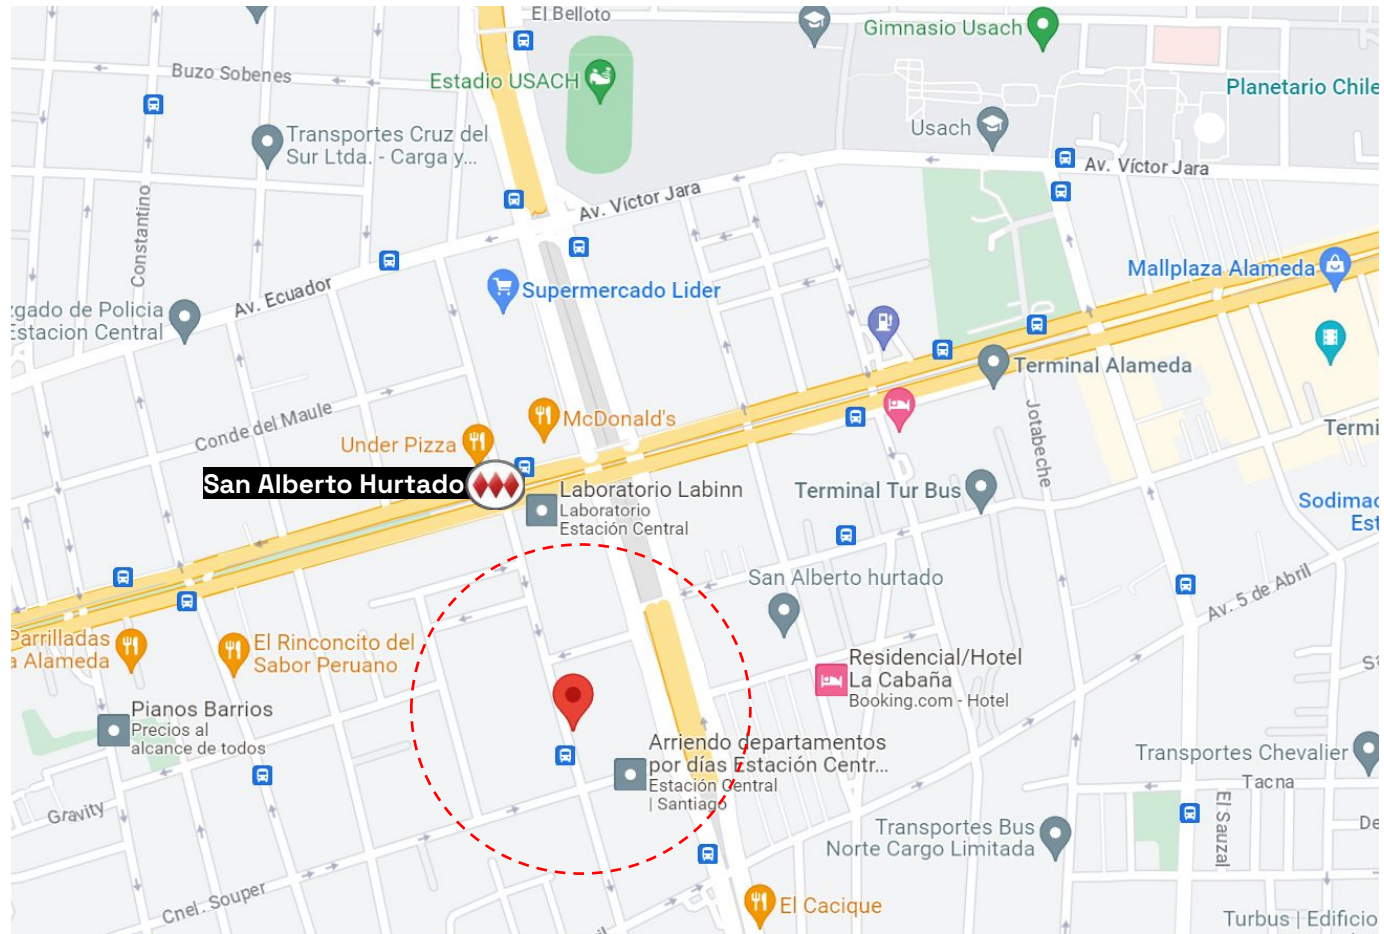 El Belloto
Gimnasio Usach
Buzo Sobenes
Estadio USACH
Planetario Chile
Transportes Cruz del
Sur Ltda. - Carga y...
Usach
Av. Víctor Jara
Av. Víctor Jara
Constantino
Mallplaza Alameda
Av. Ecuador
Supermercado Lider
zgado de Policia
Estacion Central
Terminal Alameda
Conde del Maule
McDonald's
Under Pizza
Jotabeche
Termi
San Alberto Hurtado
Laboratorio Labinn
Laboratorio
Estación Central
Terminal Tur Bus
Sodimac
Est
San Alberto hurtado
Av. 5 de Abril
Parrilladas
a Alameda
El Rinconcito del
Sabor Peruano
Residencial/Hotel
La Cabaña
Booking.com - Hotel
Pianos Barrios
Precios al
alcance de todos
Arriendo departamentos
por días Estación Centr...
Estación Central
| Santiago
Transportes Chevalier
Tacna
Gravity
El Sauzal
Transportes Bus
Norte Cargo Limitada
De
Cnel. Souper
El Cacique
Turbus | Edificio